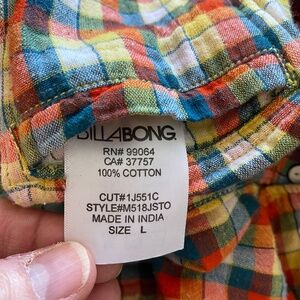 BILLABONG
RN# 99064
CA# 37757
100% COTTON
CUT#1J551C
STYLE#M518JSTO
MADE IN INDIA
SIZE L